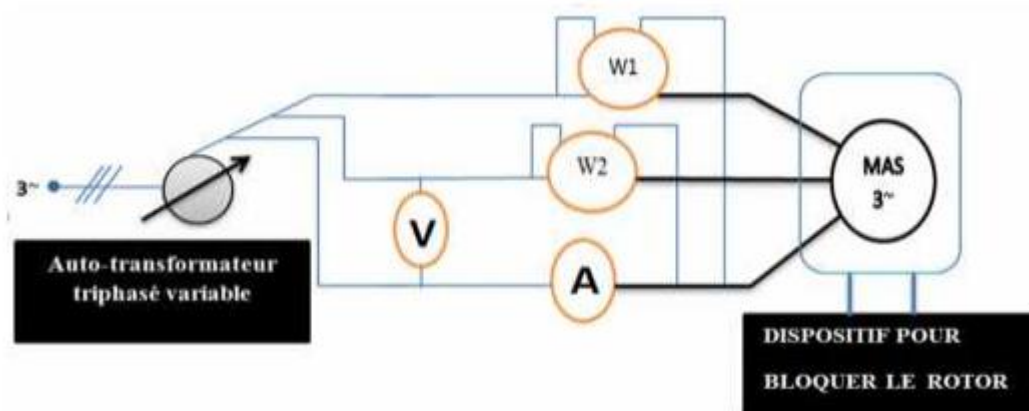 W1
W2
MAS
3~
3~
V
Auto-transformateur
triphasé variable
A
DISPOSITIF POUR
BLOQUER LE ROTOR